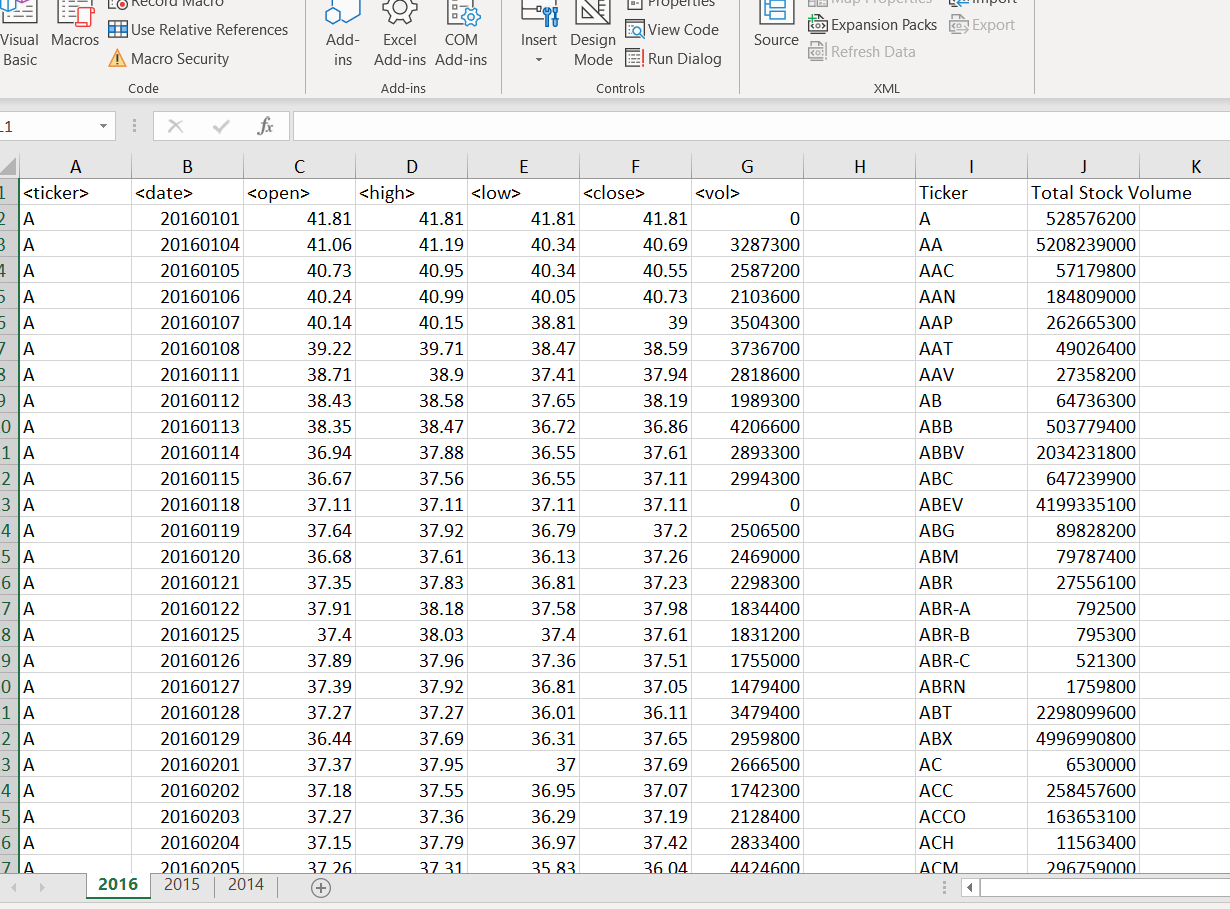 Record Macro Properties Map Properties Import
Visual Basic Macros Use Relative References Add-ins Excel Add-ins COM Add-ins Insert Design Mode View Code Source Expansion Packs Export
Macro Security Run Dialog Refresh Data
Code Add-ins Controls XML
L1 fx
A B C D E F G H I J K
1 <ticker> <date> <open> <high> <low> <close> <vol> Ticker Total Stock Volume
2 A 20160101 41.81 41.81 41.81 41.81 0 A 528576200
3 A 20160104 41.06 41.19 40.34 40.69 3287300 AA 5208239000
4 A 20160105 40.73 40.95 40.34 40.55 2587200 AAC 57179800
5 A 20160106 40.24 40.99 40.05 40.73 2103600 AAN 184809000
6 A 20160107 40.14 40.15 38.81 39 3504300 AAP 262665300
7 A 20160108 39.22 39.71 38.47 38.59 3736700 AAT 49026400
8 A 20160111 38.71 38.9 37.41 37.94 2818600 AAV 27358200
9 A 20160112 38.43 38.58 37.65 38.19 1989300 AB 64736300
0 A 20160113 38.35 38.47 36.72 36.86 4206600 ABB 503779400
1 A 20160114 36.94 37.88 36.55 37.61 2893300 ABBV 2034231800
2 A 20160115 36.67 37.56 36.55 37.11 2994300 ABC 647239900
3 A 20160118 37.11 37.11 37.11 37.11 0 ABEV 4199335100
4 A 20160119 37.64 37.92 36.79 37.2 2506500 ABG 89828200
5 A 20160120 36.68 37.61 36.13 37.26 2469000 ABM 79787400
6 A 20160121 37.35 37.83 36.81 37.23 2298300 ABR 27556100
7 A 20160122 37.91 38.18 37.58 37.98 1834400 ABR-A 792500
8 A 20160125 37.4 38.03 37.4 37.61 1831200 ABR-B 795300
9 A 20160126 37.89 37.96 37.36 37.51 1755000 ABR-C 521300
0 A 20160127 37.39 37.92 36.81 37.05 1479400 ABRN 1759800
1 A 20160128 37.27 37.27 36.01 36.11 3479400 ABT 2298099600
2 A 20160129 36.44 37.69 36.31 37.65 2959800 ABX 4996990800
3 A 20160201 37.37 37.95 37 37.69 2666500 AC 6530000
4 A 20160202 37.18 37.55 36.95 37.07 1742300 ACC 258457600
5 A 20160203 37.27 37.36 36.29 37.19 2128400 ACCO 163653100
6 A 20160204 37.15 37.79 36.97 37.42 2833400 ACH 11563400
7 A 20160205 37.26 37.31 35.83 36.04 4424600 ACM 296759000
2016 2015 2014